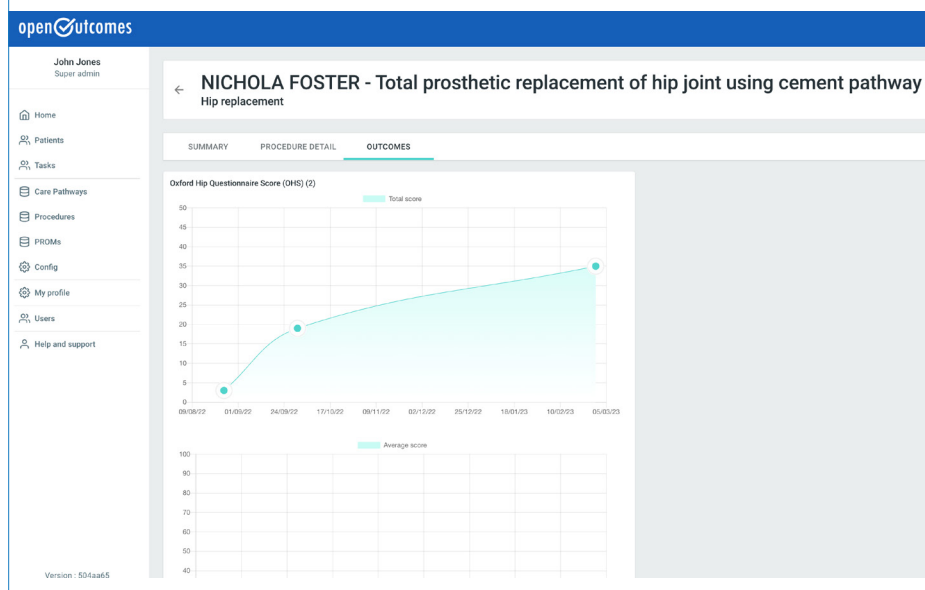 openOutcomes
John Jones
Super admin
Home
Patients
Tasks
Care Pathways
Procedures
PROMs
Config
My profile
Users
Help and support
Version : 504aa65
NICHOLA FOSTER - Total prosthetic replacement of hip joint using cement pathway
Hip replacement
SUMMARY PROCEDURE DETAIL OUTCOMES
Oxford Hip Questionnaire Score (OHS) (2)
Total score
50
45
40
35
30
25
20
15
10
5
0
09/08/22 01/09/22 24/09/22 17/10/22 09/11/22 02/12/22 25/12/22 18/01/23 10/02/23 05/03/23
Average score
100
90
80
70
60
50
40